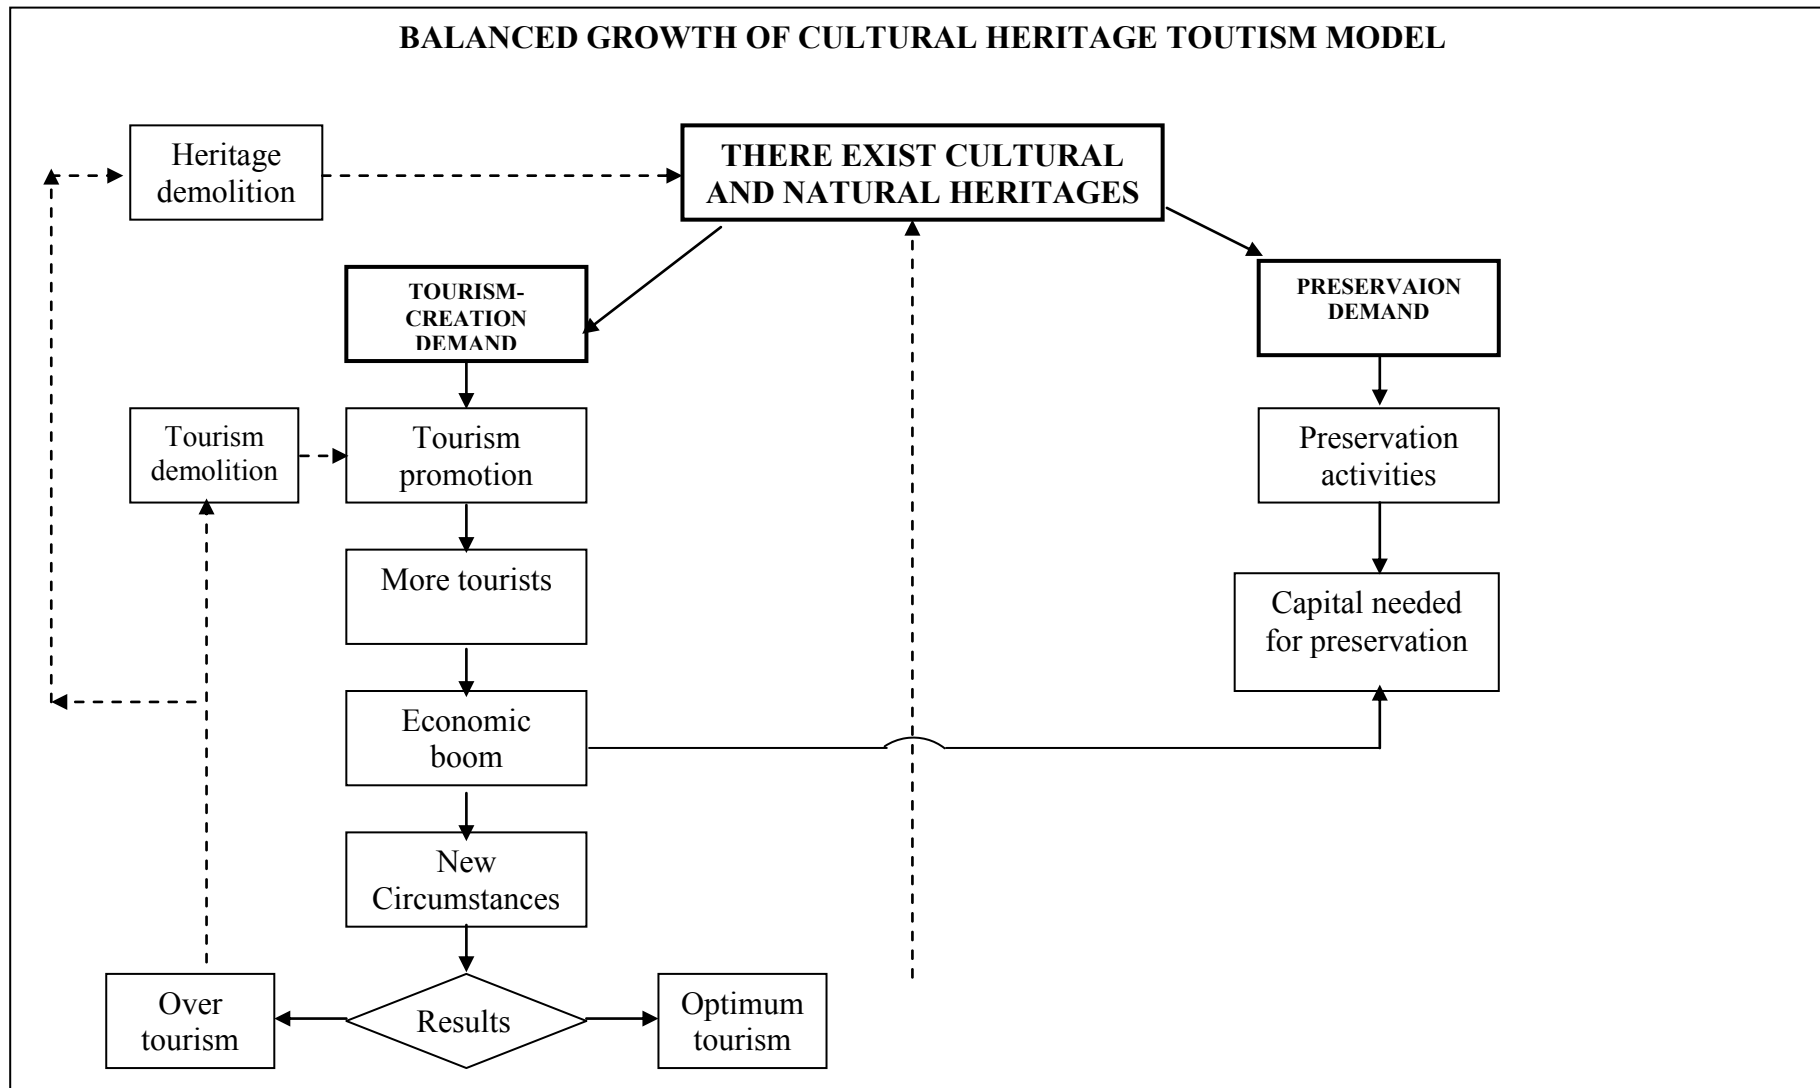 BALANCED GROWTH OF CULTURAL HERITAGE TOUTISM MODEL
Heritage
demolition
THERE EXIST CULTURAL
AND NATURAL HERITAGES
TOURISM-
CREATION
DEMAND
PRESERVAION
DEMAND
Tourism
demolition
Tourism
promotion
Preservation
activities
More tourists
Capital needed
for preservation
Economic
boom
New
Circumstances
Over
tourism
Results
Optimum
tourism